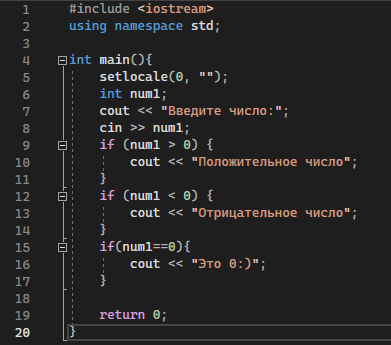 1 #include <iostream>
2 using namespace std;
3
4 int main(){
5 setlocale(0, "");
6 int num1;
7 cout << "Введите число:";
8 cin >> num1;
9 if (num1 > 0) {
10 cout << "Положительное число";
11 }
12 if (num1 < 0) {
13 cout << "Отрицательное число";
14 }
15 if(num1==0){
16 cout << "Это 0:)";
17 }
18
19 return 0;
20 }